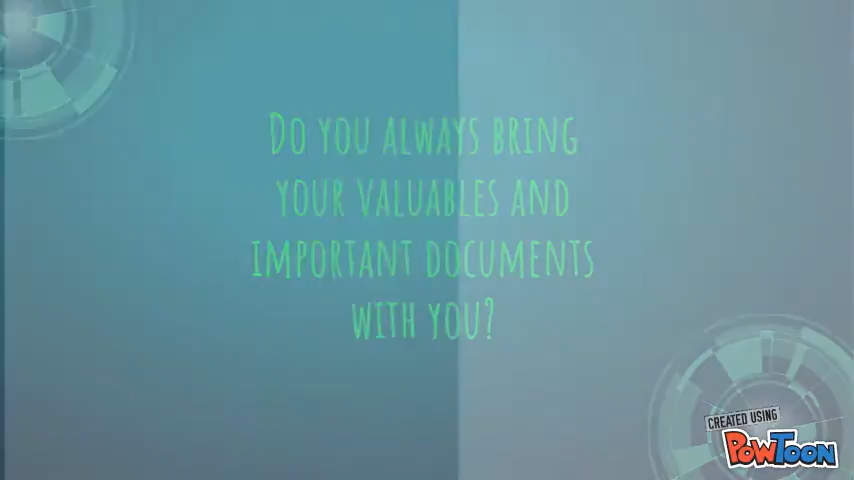 Do you always bring
your valuables and
important documents
with you?
CREATED USING
PowToon